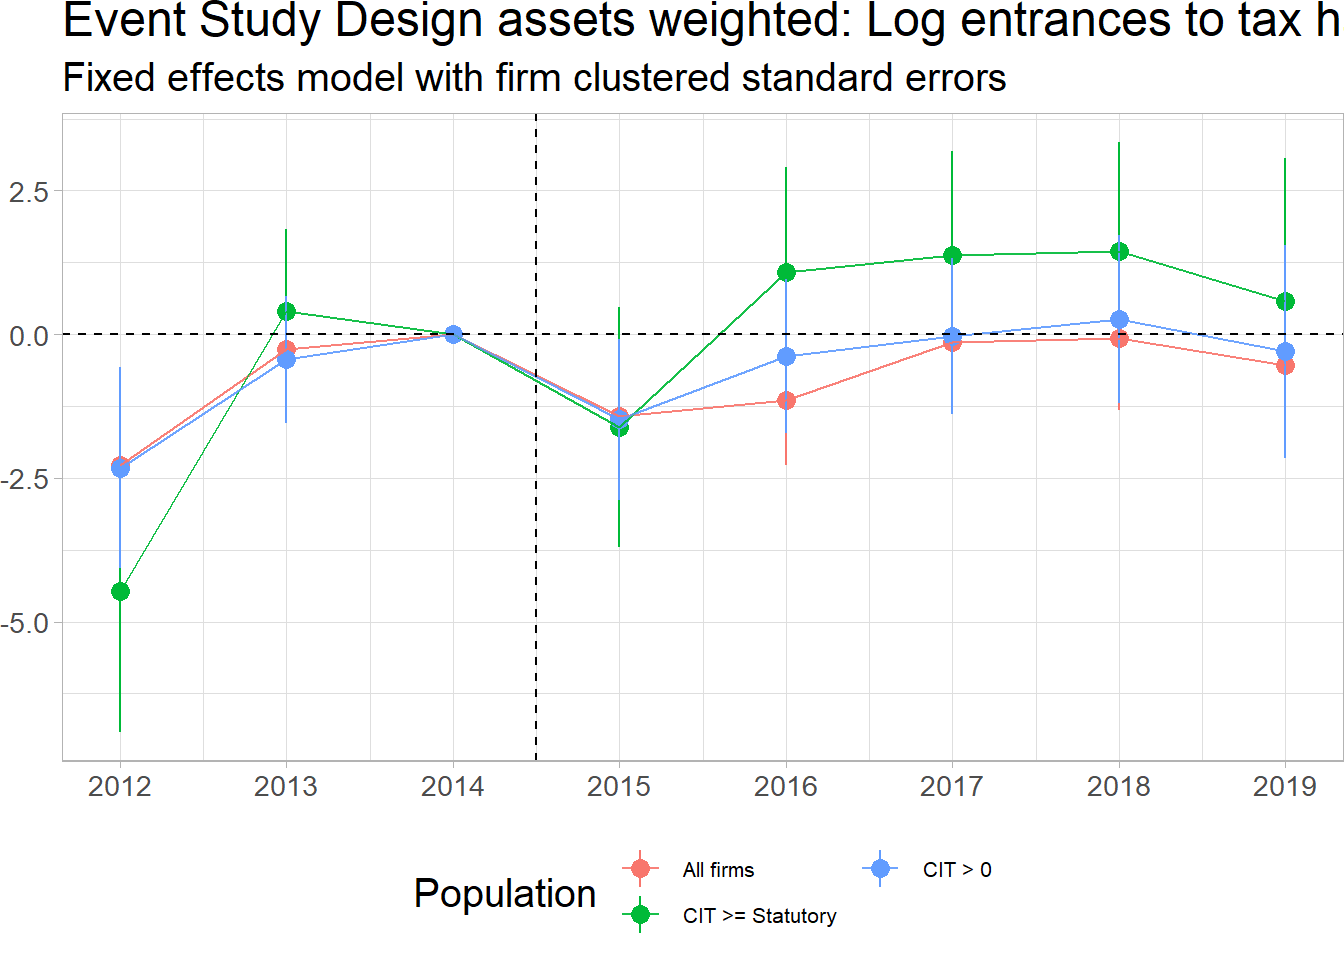 Event Study Design assets weighted: Log entrances to tax h
Fixed effects model with firm clustered standard errors
2.5
0.0
-2.5
-5.0
2012 2013 2014 2015 2016 2017 2018 2019
Population
All firms
CIT > 0
CIT >= Statutory